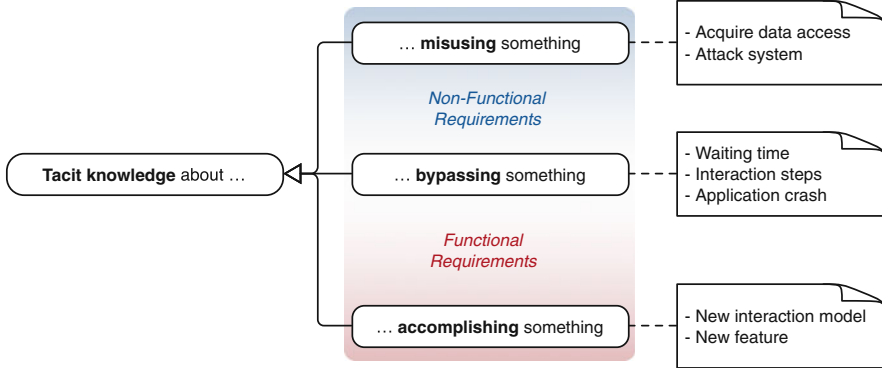 Tacit knowledge about ...
... misusing something
Non-Functional
Requirements
... bypassing something
Functional
Requirements
... accomplishing something
- Acquire data access
- Attack system
- Waiting time
- Interaction steps
- Application crash
- New interaction model
- New feature